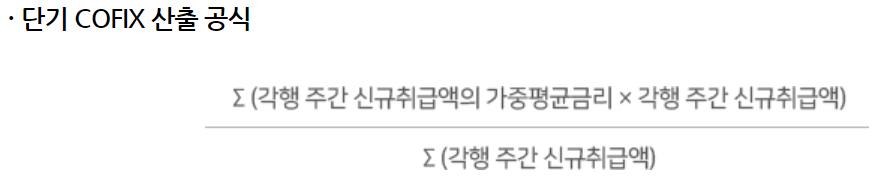 · 단기 COFIX 산출 공식
Σ (각행 주간 신규취급액의 가중평균금리 × 각행 주간 신규취급액)
Σ (각행 주간 신규취급액)